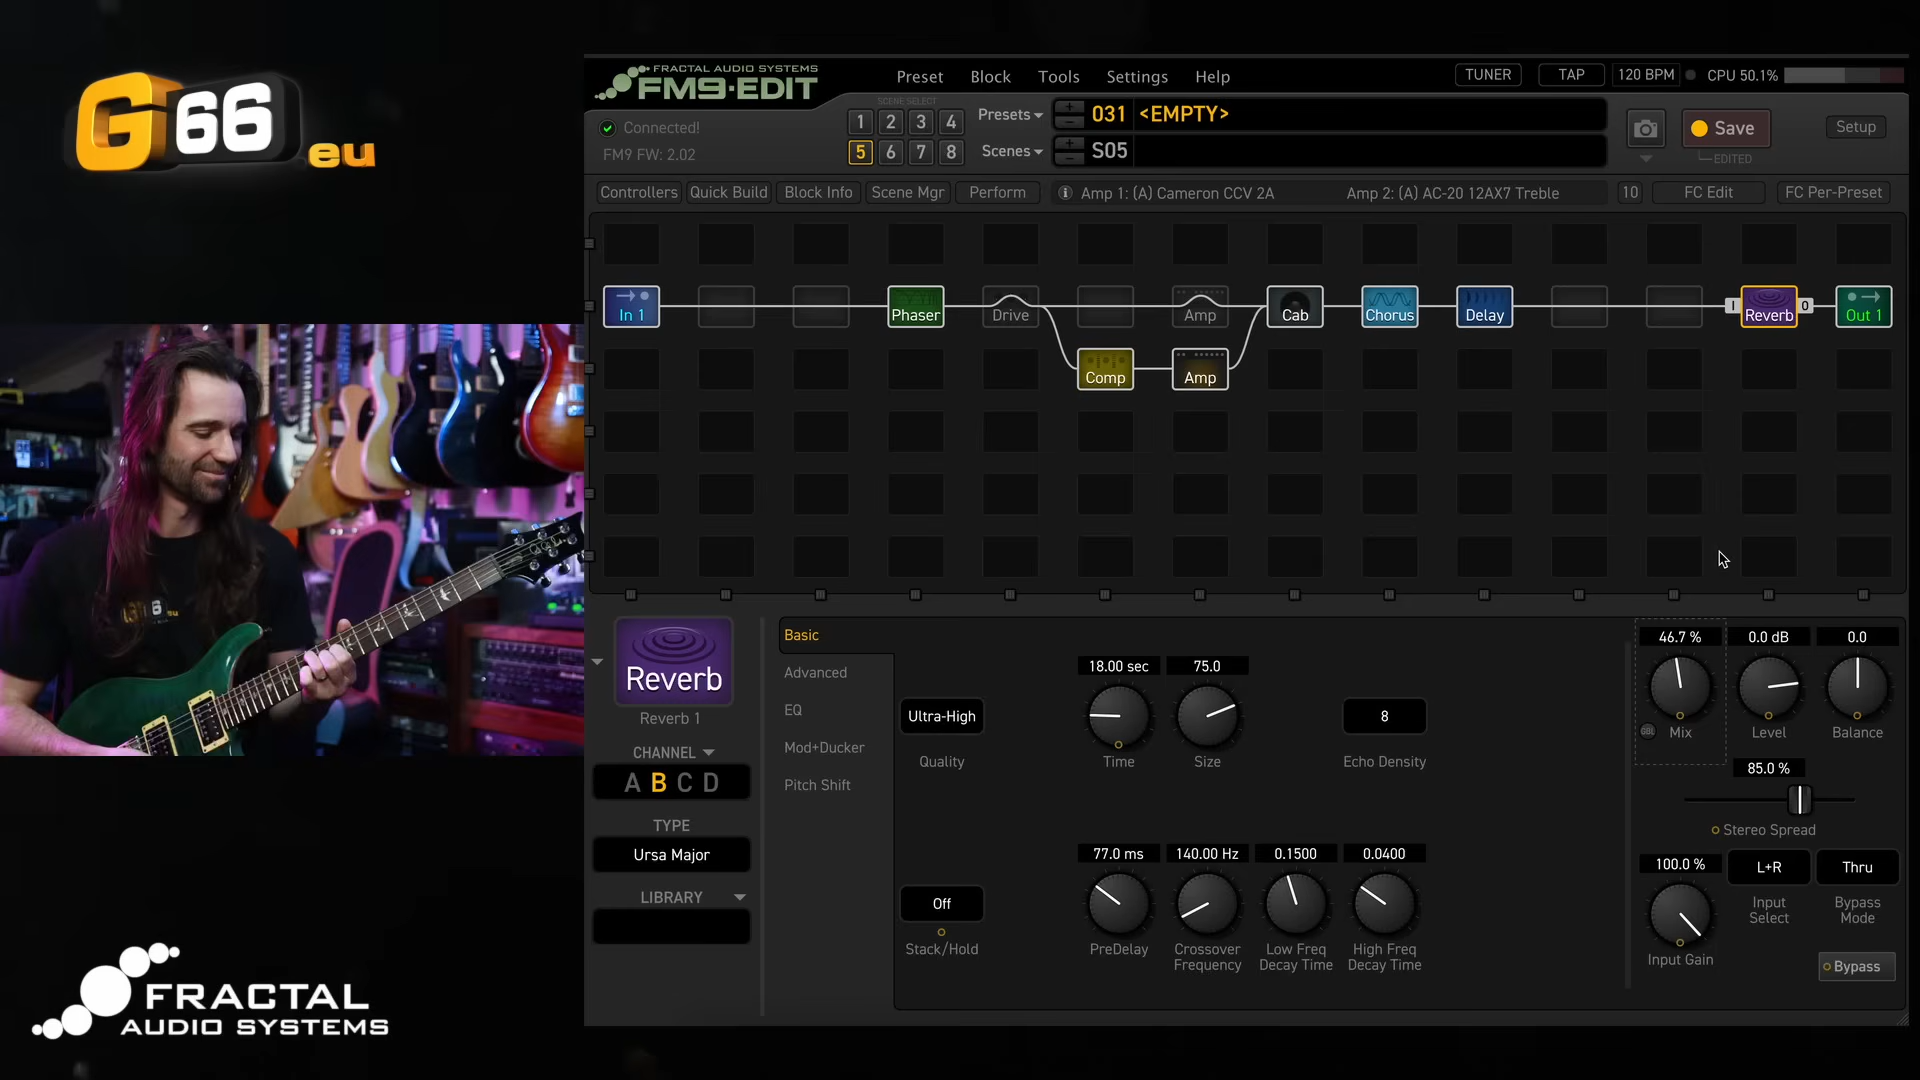 G66
eu
FRACTAL AUDIO SYSTEMS
FM9-EDIT
Preset Block Tools Settings Help
TUNER TAP 120 BPM CPU 50.1%
Connected!
FM9 FW: 2.02
SCENE SELECT
1 2 3 4
5 6 7 8
Presets 031 <EMPTY>
Scenes S05
Save
EDITED
Setup
Controllers Quick Build Block Info Scene Mgr Perform
Amp 1: (A) Cameron CCV 2A Amp 2: (A) AC-20 12AX7 Treble
10 FC Edit FC Per-Preset
In 1 Phaser Drive Amp Cab Chorus Delay I Reverb O Out 1
Comp Amp
Reverb
Reverb 1
CHANNEL
A B C D
TYPE
Ursa Major
LIBRARY
Basic
Advanced
EQ
Mod+Ducker
Pitch Shift
Ultra-High
Quality
18.00 sec
Time
75.0
Size
8
Echo Density
Off
Stack/Hold
77.0 ms
PreDelay
140.00 Hz
Crossover
Frequency
0.1500
Low Freq
Decay Time
0.0400
High Freq
Decay Time
46.7 %
GBL
Mix
0.0 dB
Level
0.0
Balance
85.0 %
Stereo Spread
100.0 %
Input Gain
L+R
Input
Select
Thru
Bypass
Mode
Bypass
FRACTAL
AUDIO SYSTEMS